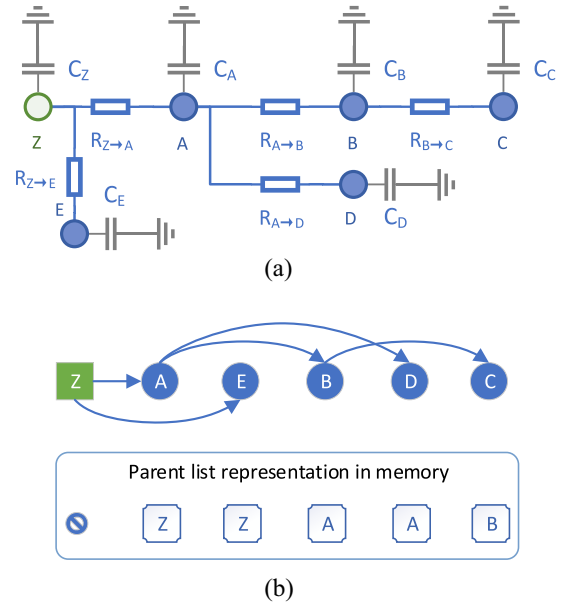 C_Z C_A C_B C_C
Z R_Z→A A R_A→B B R_B→C C
R_Z→E
E C_E R_A→D D C_D
(a)
Z A E B D C
Parent list representation in memory
Z Z A A B
(b)